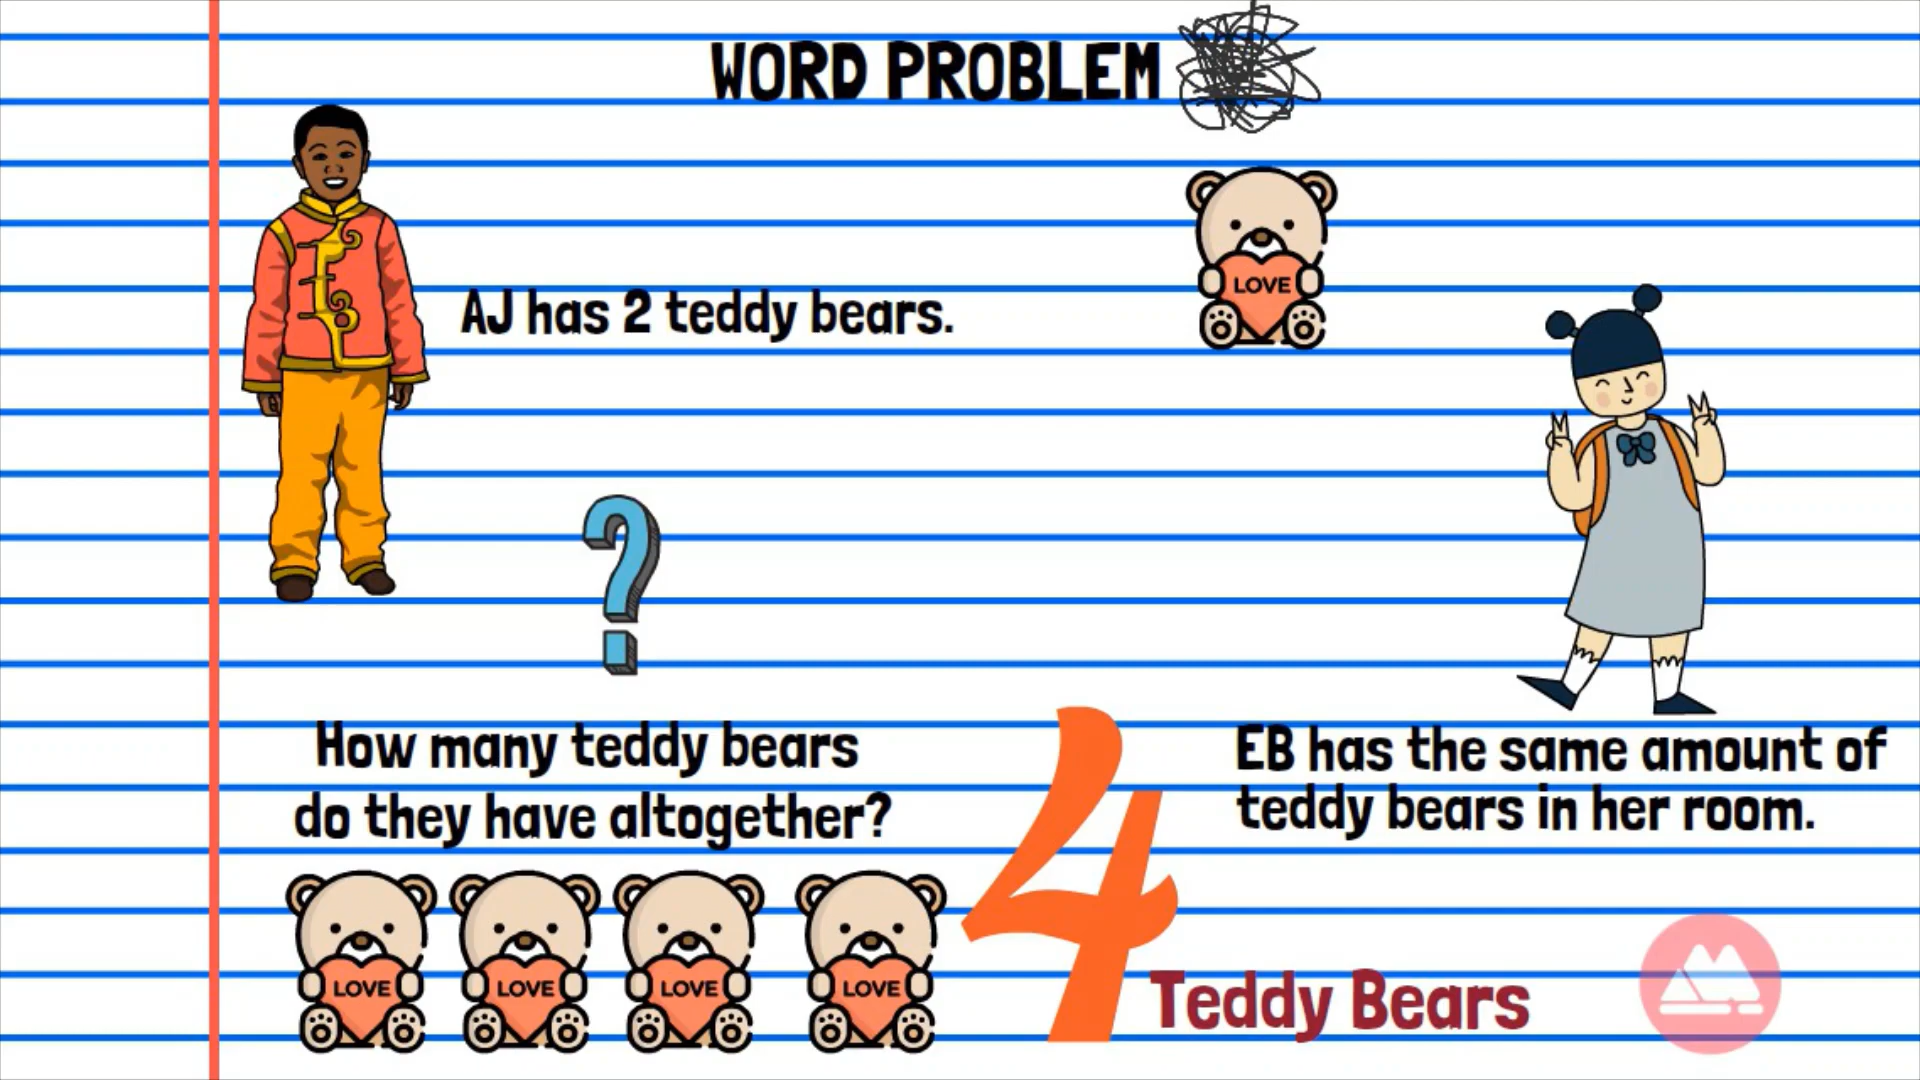 WORD PROBLEM
LOVE
AJ has 2 teddy bears.
?
How many teddy bears
do they have altogether?
EB has the same amount of
teddy bears in her room.
LOVE LOVE LOVE LOVE
4
Teddy Bears